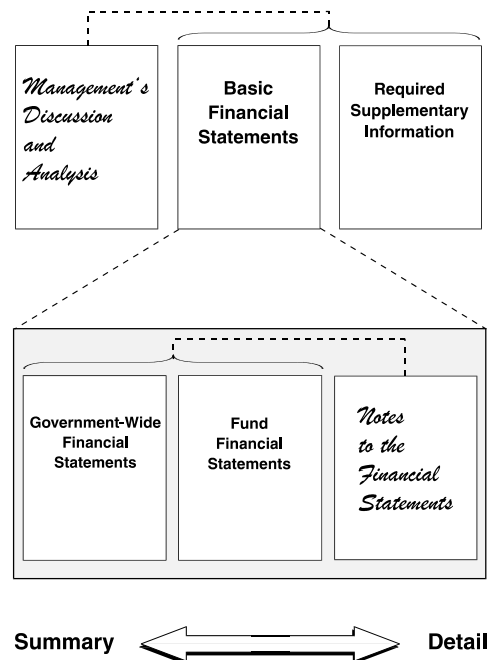 Management's
Discussion
and
Analysis
Basic
Financial
Statements
Required
Supplementary
Information
Government-Wide
Financial
Statements
Fund
Financial
Statements
Notes
to the
Financial
Statements
Summary
Detail